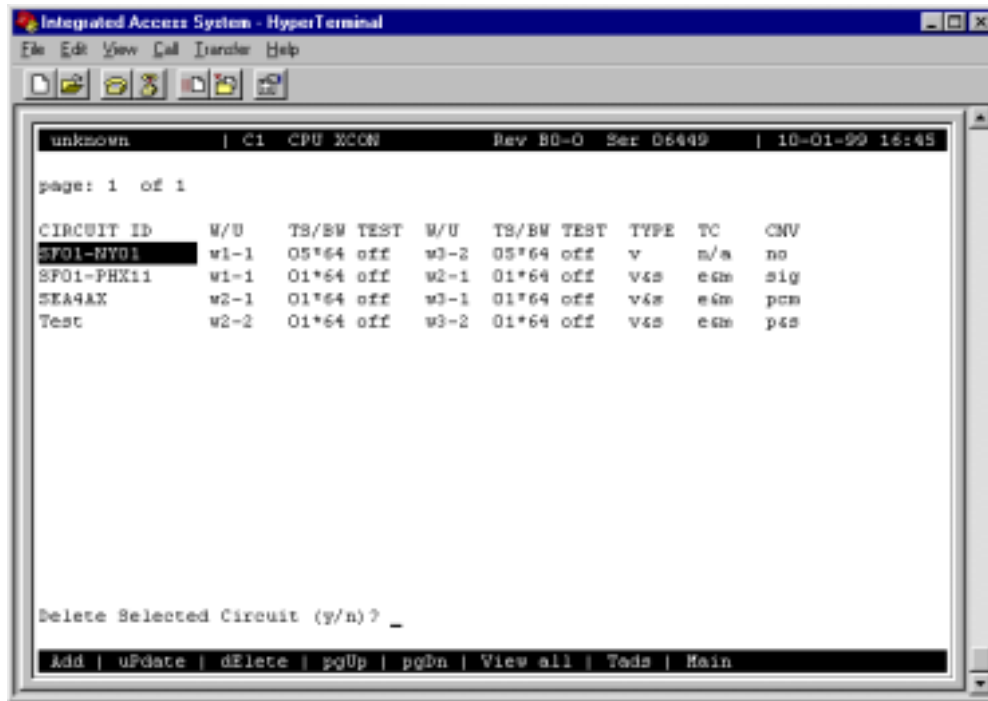 Integrated Access System - HyperTerminal
File Edit View Call Transfer Help
unknown | C1 CPU XCON Rev B0-0 Ser 06449 | 10-01-99 16:45
page: 1 of 1
CIRCUIT ID W/U TS/BW TEST W/U TS/BW TEST TYPE TC CNV
SF01-NY01 w1-1 05*64 off w3-2 05*64 off v n/a no
SF01-PHX11 w1-1 01*64 off w2-1 01*64 off v&s e&m sig
SEA4AX w2-1 01*64 off w3-1 01*64 off v&s e&m pcm
Test w2-2 01*64 off w3-2 01*64 off v&s e&m p&s
Delete Selected Circuit (y/n)? _
Add | uPdate | dElete | pgUp | pgDn | View all | Tads | Main